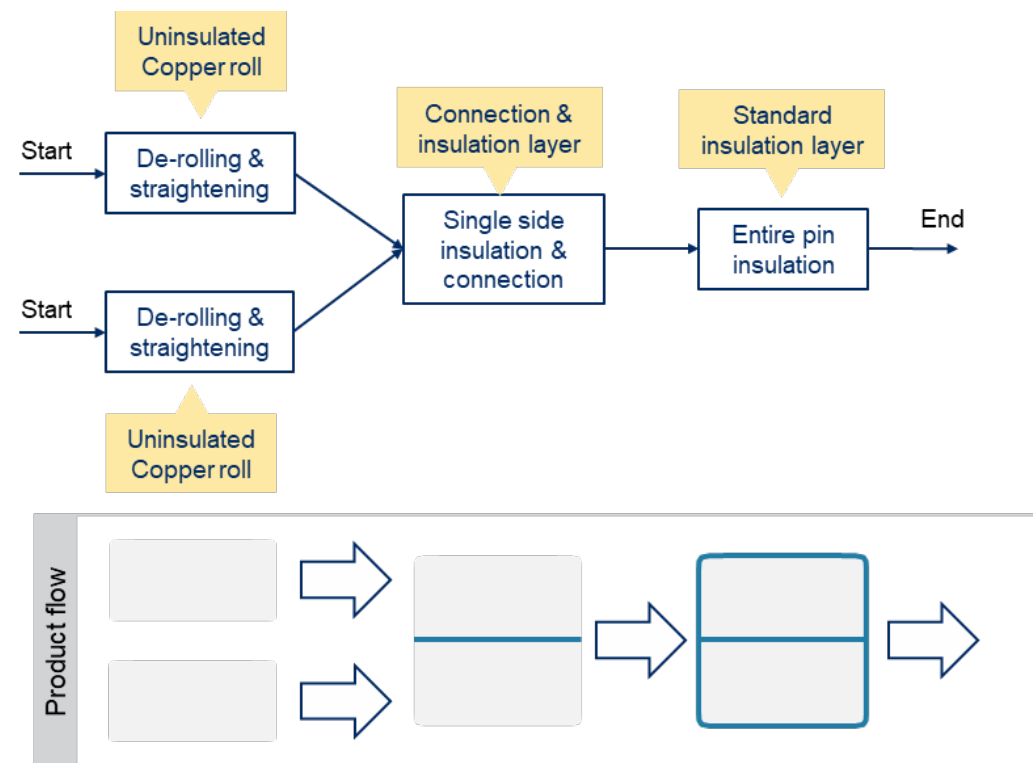 Uninsulated
Copper roll
Connection &
insulation layer
Standard
insulation layer
Start
De-rolling &
straightening
Single side
insulation &
connection
Entire pin
insulation
End
Start
De-rolling &
straightening
Uninsulated
Copper roll
Product flow